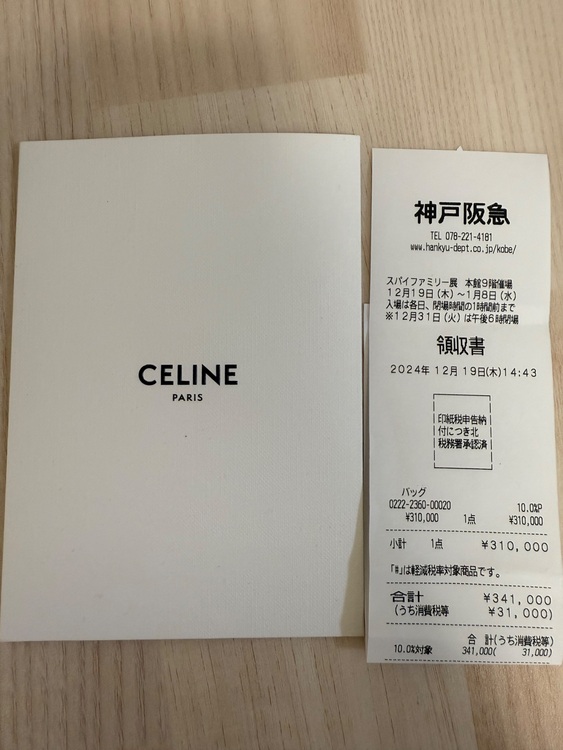 CELINE
PARIS
神戸阪急
TEL 078-221-4181
www.hankyu-dept.co.jp/kobe/
スパイファミリー展 本館9階催場
12月19日(木)~1月8日(水)
入場は各日、閉場時間の1時間前まで
※12月31日(火)は午後6時閉場
領収書
2024年12月19日(木)14:43
印紙税申告納
付につき北
税務署承認済
バッグ
0222-2360-00020 10.0%P
¥310,000 1点 ¥310,000
小計 1点 ¥310,000
「#」は軽減税率対象商品です。
合計 ¥341,000
(うち消費税等 ¥31,000)
合 計(うち消費税等)
10.0%対象 341,000( 31,000)